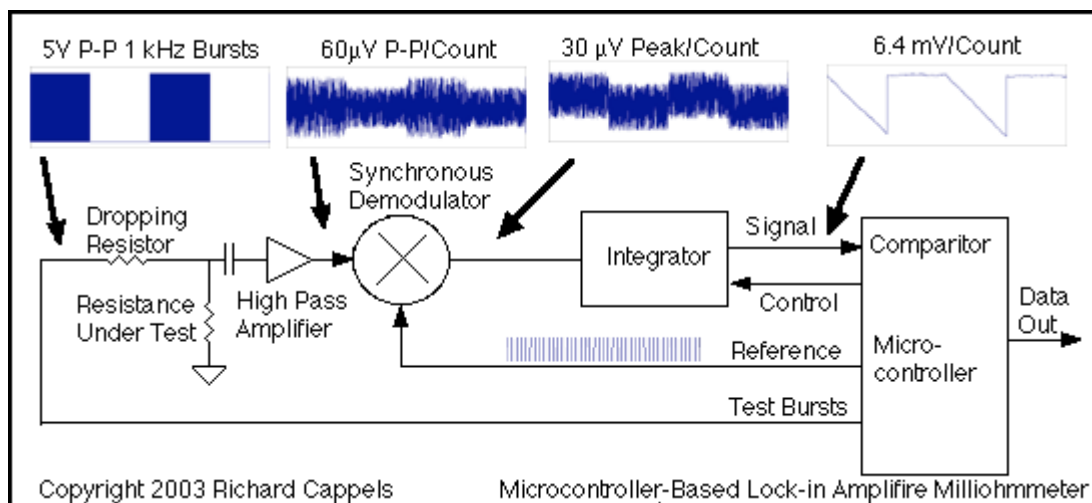 5V P-P 1 kHz Bursts
60µV P-P/Count
30 µV Peak/Count
6.4 mV/Count
Synchronous
Demodulator
Dropping
Resistor
Signal
Comparitor
Integrator
Resistance
Under Test
High Pass
Amplifier
Control
Data
Out
Reference
Micro-
controller
Test Bursts
Copyright 2003 Richard Cappels
Microcontroller-Based Lock-in Amplifire Milliohmmeter